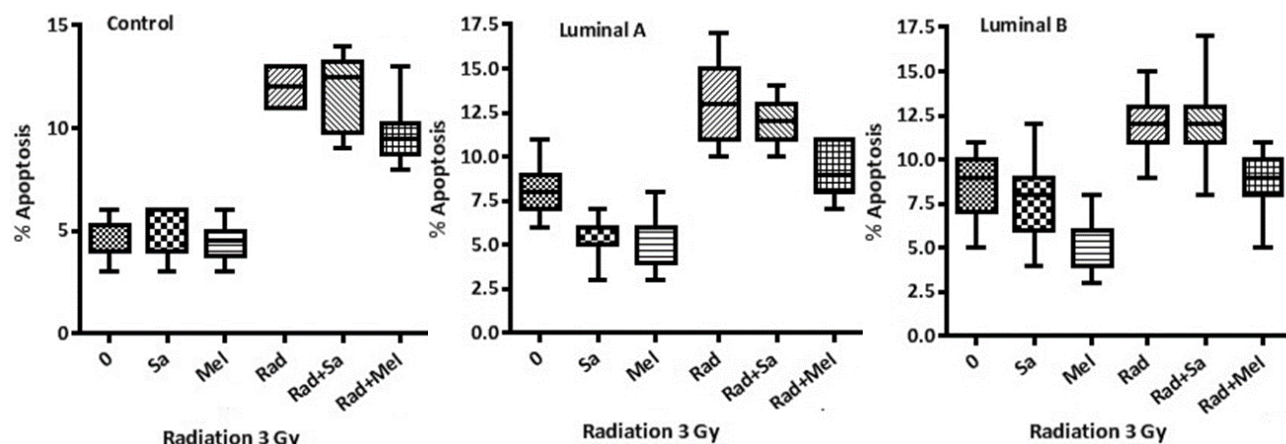 Control
15
10
5
0
% Apoptosis
0
Sa
Mel
Rad
Rad+Sa
Rad+Mel
Radiation 3 Gy
Luminal A
17.5
15.0
12.5
10.0
7.5
5.0
2.5
0.0
% Apoptosis
0
Sa
Mel
Rad
Rad+Sa
Rad+Mel
Radiation 3 Gy
Luminal B
17.5
15.0
12.5
10.0
7.5
5.0
2.5
0.0
% Apoptosis
0
Sa
Mel
Rad
Rad+Sa
Rad+Mel
Radiation 3 Gy